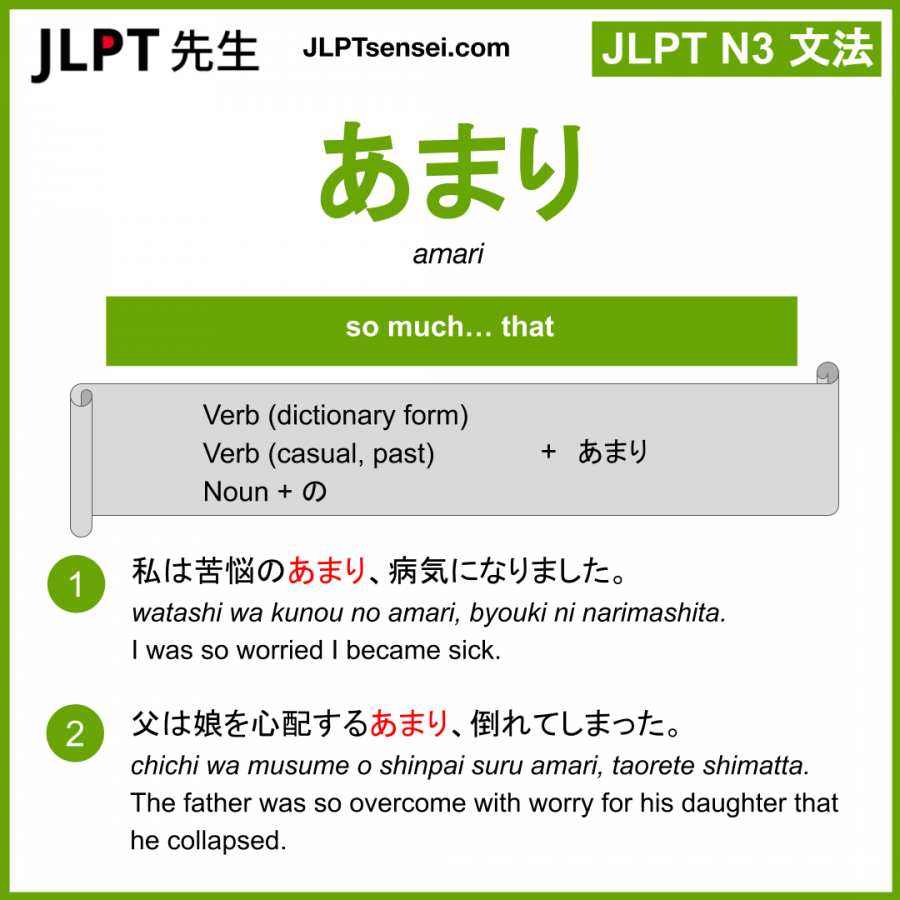 JLPT 先生
JLPTsensei.com
JLPT N3 文法
あまり
amari
so much… that
Verb (dictionary form)
Verb (casual, past)
+ あまり
Noun + の
1
私は苦悩のあまり、病気になりました。
watashi wa kunou no amari, byouki ni narimashita.
I was so worried I became sick.
2
父は娘を心配するあまり、倒れてしまった。
chichi wa musume o shinpai suru amari, taorete shimatta.
The father was so overcome with worry for his daughter that
he collapsed.